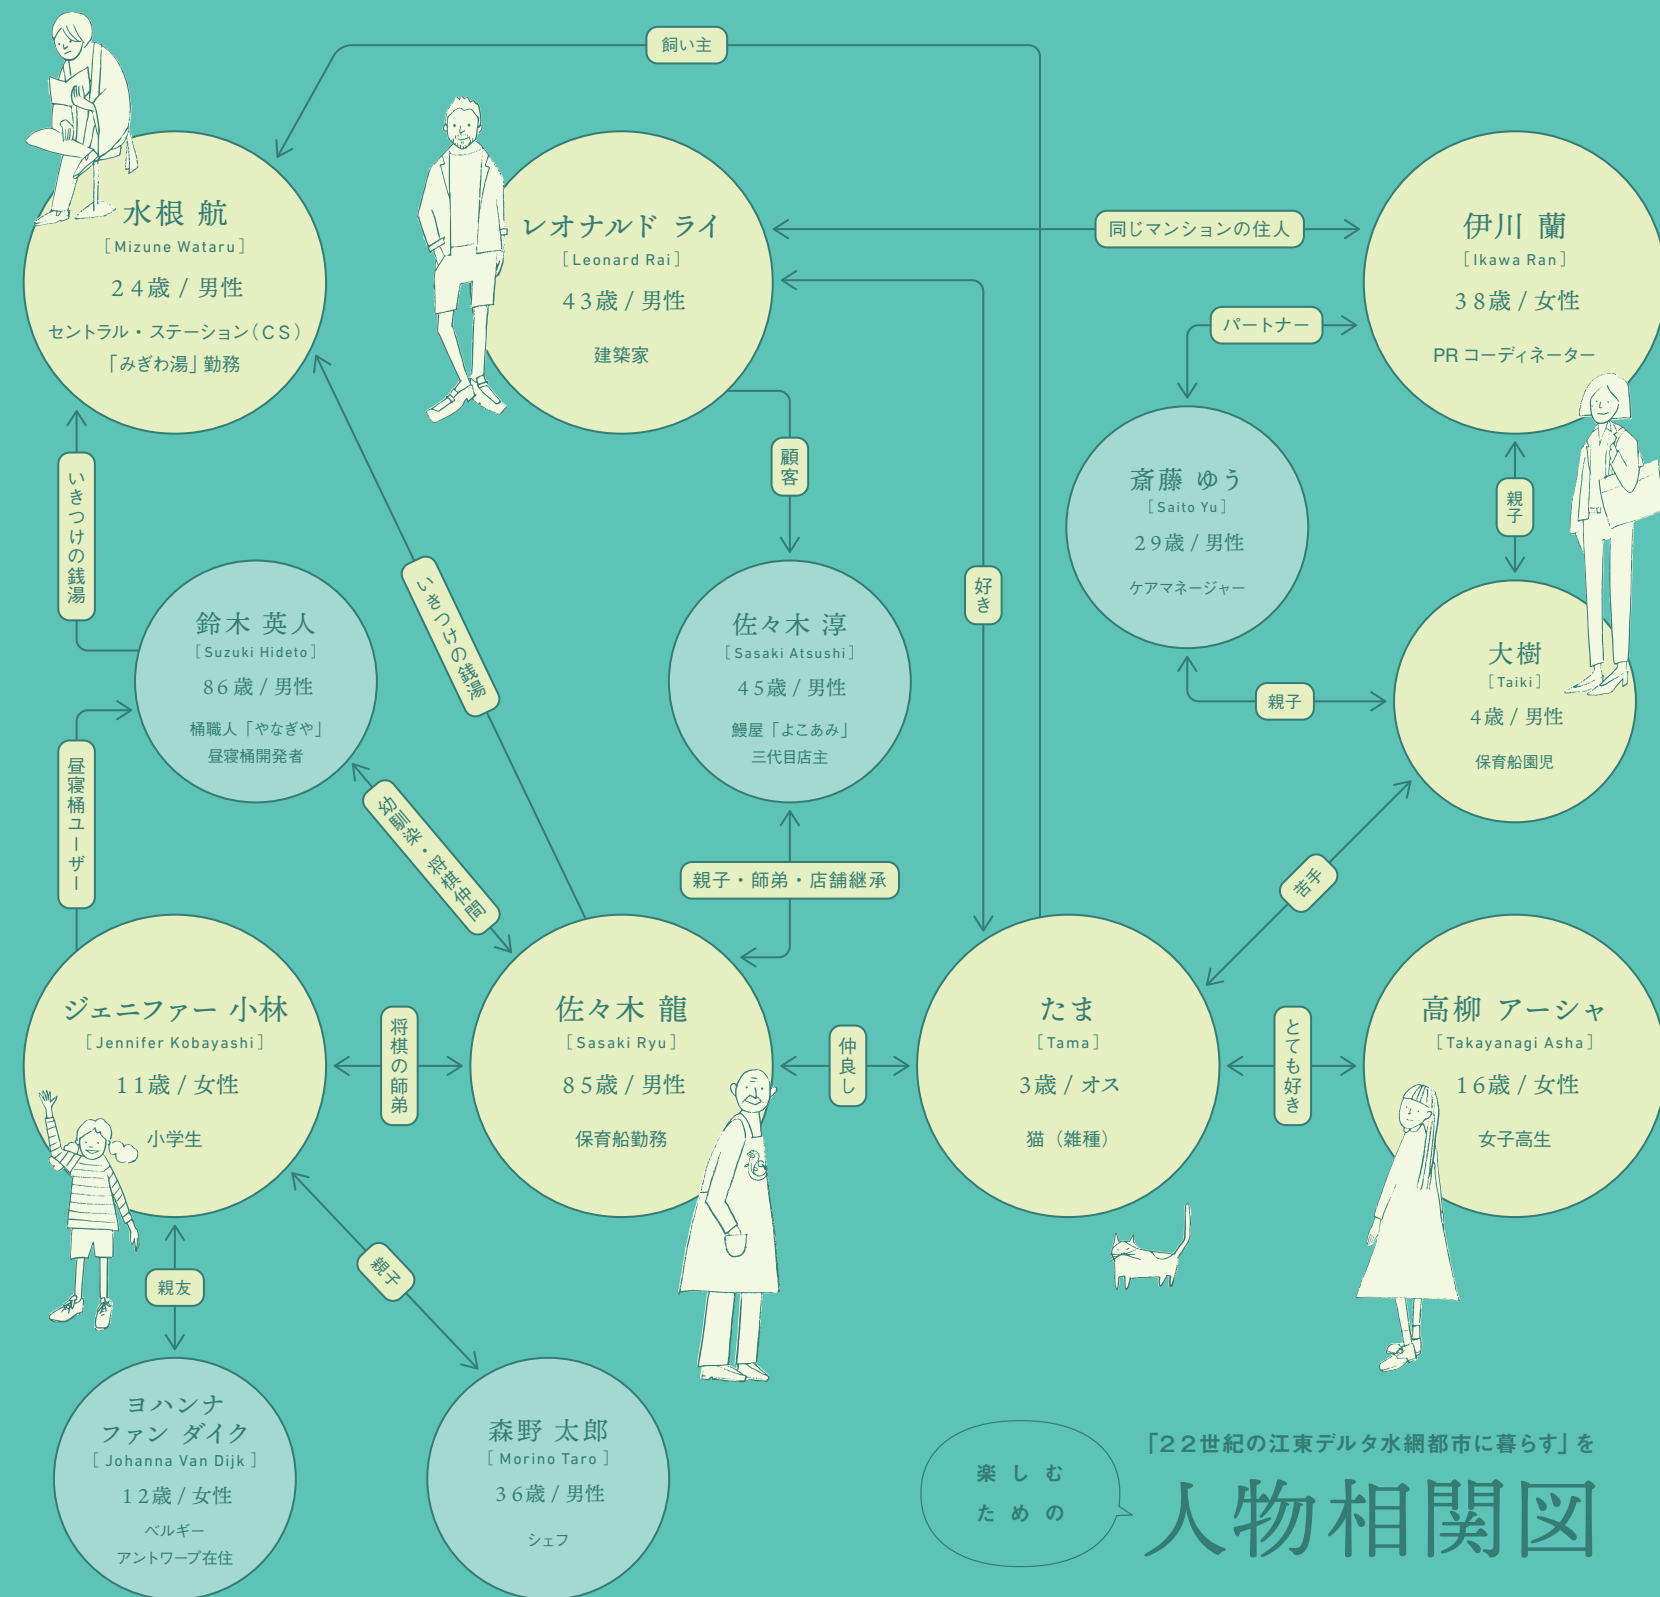 飼い主
水根 航
[Mizune Wataru]
24歳 / 男性
セントラル・ステーション(CS)
「みぎわ湯」勤務
レオナルド ライ
[Leonard Rai]
43歳 / 男性
建築家
同じマンションの住人
伊川 蘭
[Ikawa Ran]
38歳 / 女性
PR コーディネーター
パートナー
顧客
いきつけの銭湯
いきつけの銭湯
好き
斎藤 ゆう
[Saito Yu]
29歳 / 男性
ケアマネージャー
親子
鈴木 英人
[Suzuki Hideto]
86歳 / 男性
桶職人「やなぎや」
昼寝桶開発者
佐々木 淳
[Sasaki Atsushi]
45歳 / 男性
鰻屋「よこあみ」
三代目店主
親子
大樹
[Taiki]
4歳 / 男性
保育船園児
昼寝桶ユーザー
幼馴染・将棋仲間
親子・師弟・店舗継承
苦手
ジェニファー 小林
[Jennifer Kobayashi]
11歳 / 女性
小学生
将棋の師弟
佐々木 龍
[Sasaki Ryu]
85歳 / 男性
保育船勤務
仲良し
たま
[Tama]
3歳 / オス
猫（雑種）
とても好き
高柳 アーシャ
[Takayanagi Asha]
16歳 / 女性
女子高生
親友
親子
ヨハンナ
ファン ダイク
[Johanna Van Dijk]
12歳 / 女性
ベルギー
アントワープ在住
森野 太郎
[Morino Taro]
36歳 / 男性
シェフ
「22世紀の江東デルタ水網都市に暮らす」を
楽しむ
ための
人物相関図